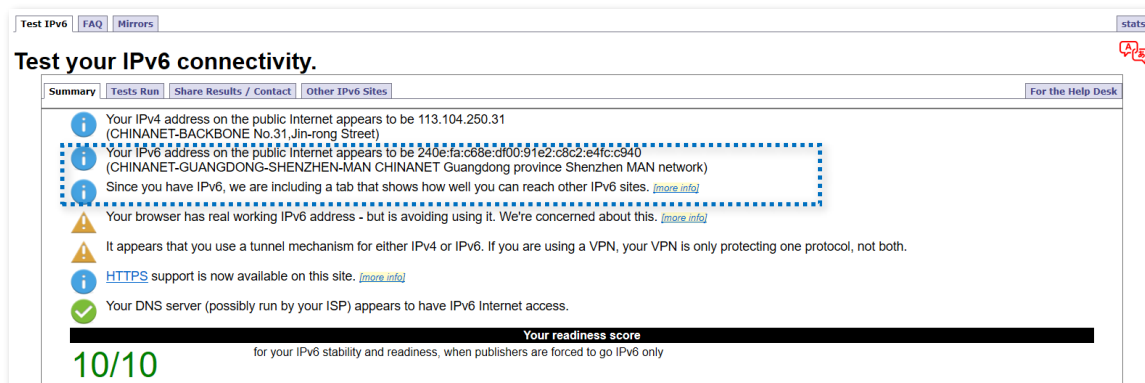 Test IPv6 FAQ Mirrors stats
Test your IPv6 connectivity.
Summary Tests Run Share Results / Contact Other IPv6 Sites For the Help Desk
Your IPv4 address on the public Internet appears to be 113.104.250.31
(CHINANET-BACKBONE No.31,Jin-rong Street)
Your IPv6 address on the public Internet appears to be 240e:fa:c68e:df00:91e2:c8c2:e4fc:c940
(CHINANET-GUANGDONG-SHENZHEN-MAN CHINANET Guangdong province Shenzhen MAN network)
Since you have IPv6, we are including a tab that shows how well you can reach other IPv6 sites. [more info]
Your browser has real working IPv6 address - but is avoiding using it. We're concerned about this. [more info]
It appears that you use a tunnel mechanism for either IPv4 or IPv6. If you are using a VPN, your VPN is only protecting one protocol, not both.
HTTPS support is now available on this site. [more info]
Your DNS server (possibly run by your ISP) appears to have IPv6 Internet access.
Your readiness score
10/10 for your IPv6 stability and readiness, when publishers are forced to go IPv6 only